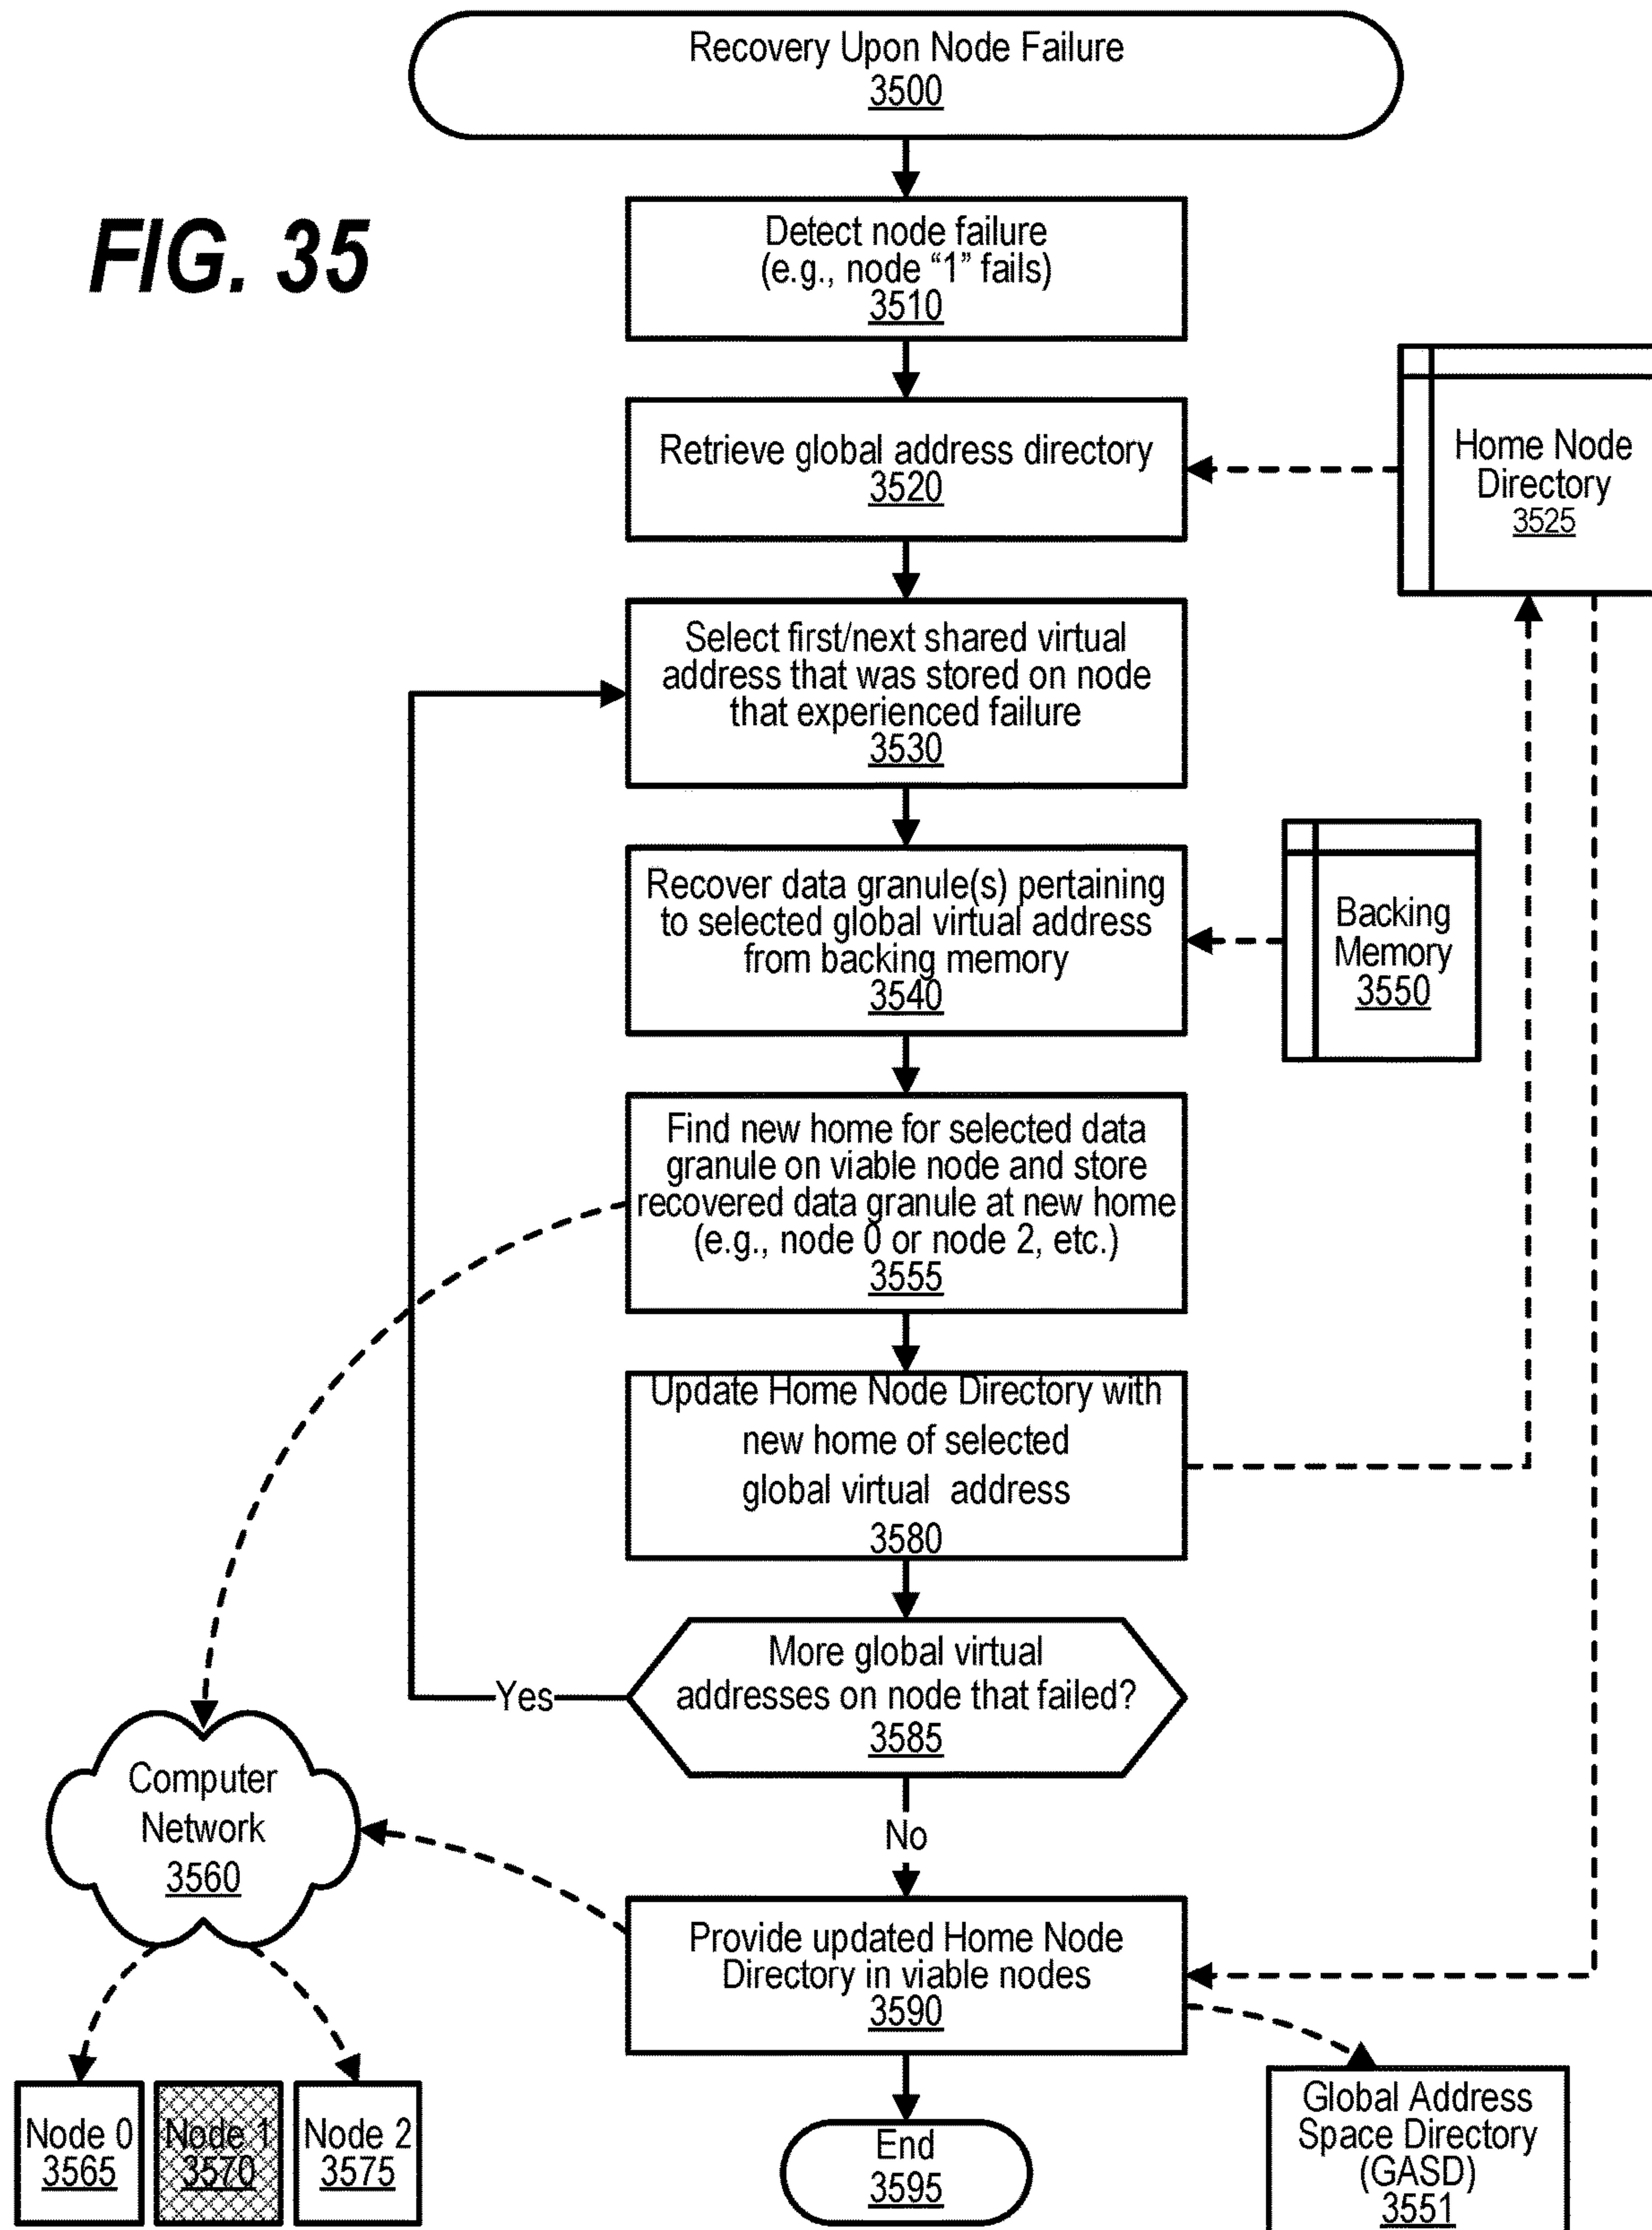 Recovery Upon Node Failure
3500
FIG. 35
Detect node failure
(e.g., node “1” fails)
3510
Retrieve global address directory
3520
Home Node
Directory
3525
Select first/next shared virtual
address that was stored on node
that experienced failure
3530
Recover data granule(s) pertaining
to selected global virtual address
from backing memory
3540
Backing
Memory
3550
Find new home for selected data
granule on viable node and store
recovered data granule at new home
(e.g., node 0 or node 2, etc.)
3555
Update Home Node Directory with
new home of selected
global virtual address
3580
More global virtual
addresses on node that failed?
3585
Yes
No
Computer
Network
3560
Provide updated Home Node
Directory in viable nodes
3590
Node 0
3565
Node 1
3570
Node 2
3575
End
3595
Global Address
Space Directory
(GASD)
3551